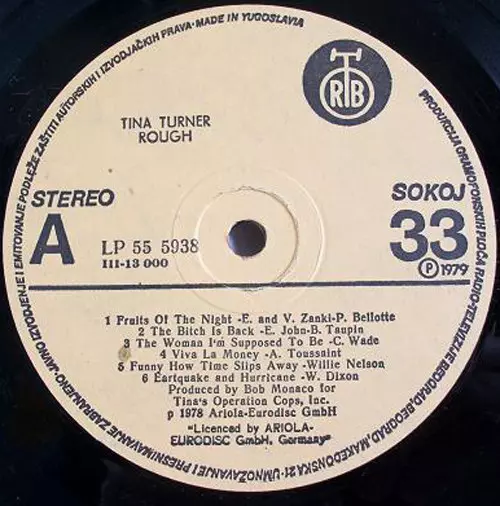 PRODUKCIJA GRAMOFONSKIH PLOČA RADIO-TELEVIZIJE BEOGRAD, BEOGRAD, MAKEDONSKA 21 · UMNOŽAVANJE I PRESNIMAVANJE ZABRANJENO · JAVNO IZVODJENJE I EMITOVANJE PODLEŽE ZAŠTITI AUTORSKIH I IZVODJAČKIH PRAVA · MADE IN YUGOSLAVIA
RTB
TINA TURNER
ROUGH
STEREO
A
SOKOJ
33
Ⓟ 1979
LP 55 5938
III-13 000
1 Fruits Of The Night -E. and V. Zanki-P. Bellotte
2 The Bitch Is Back -E. John-B. Taupin
3 The Woman I'm Supposed To Be -C. Wade
4 Viva La Money -A. Toussaint
5 Funny How Time Slips Away -Willie Nelson
6 Eartquake and Hurricane -W. Dixon
Produced by Bob Monaco for
Tina's Operation Cops, Inc.
p 1978 Ariola-Eurodisc GmbH
"Licenced by ARIOLA-
EURODISC GmbH, Germany"